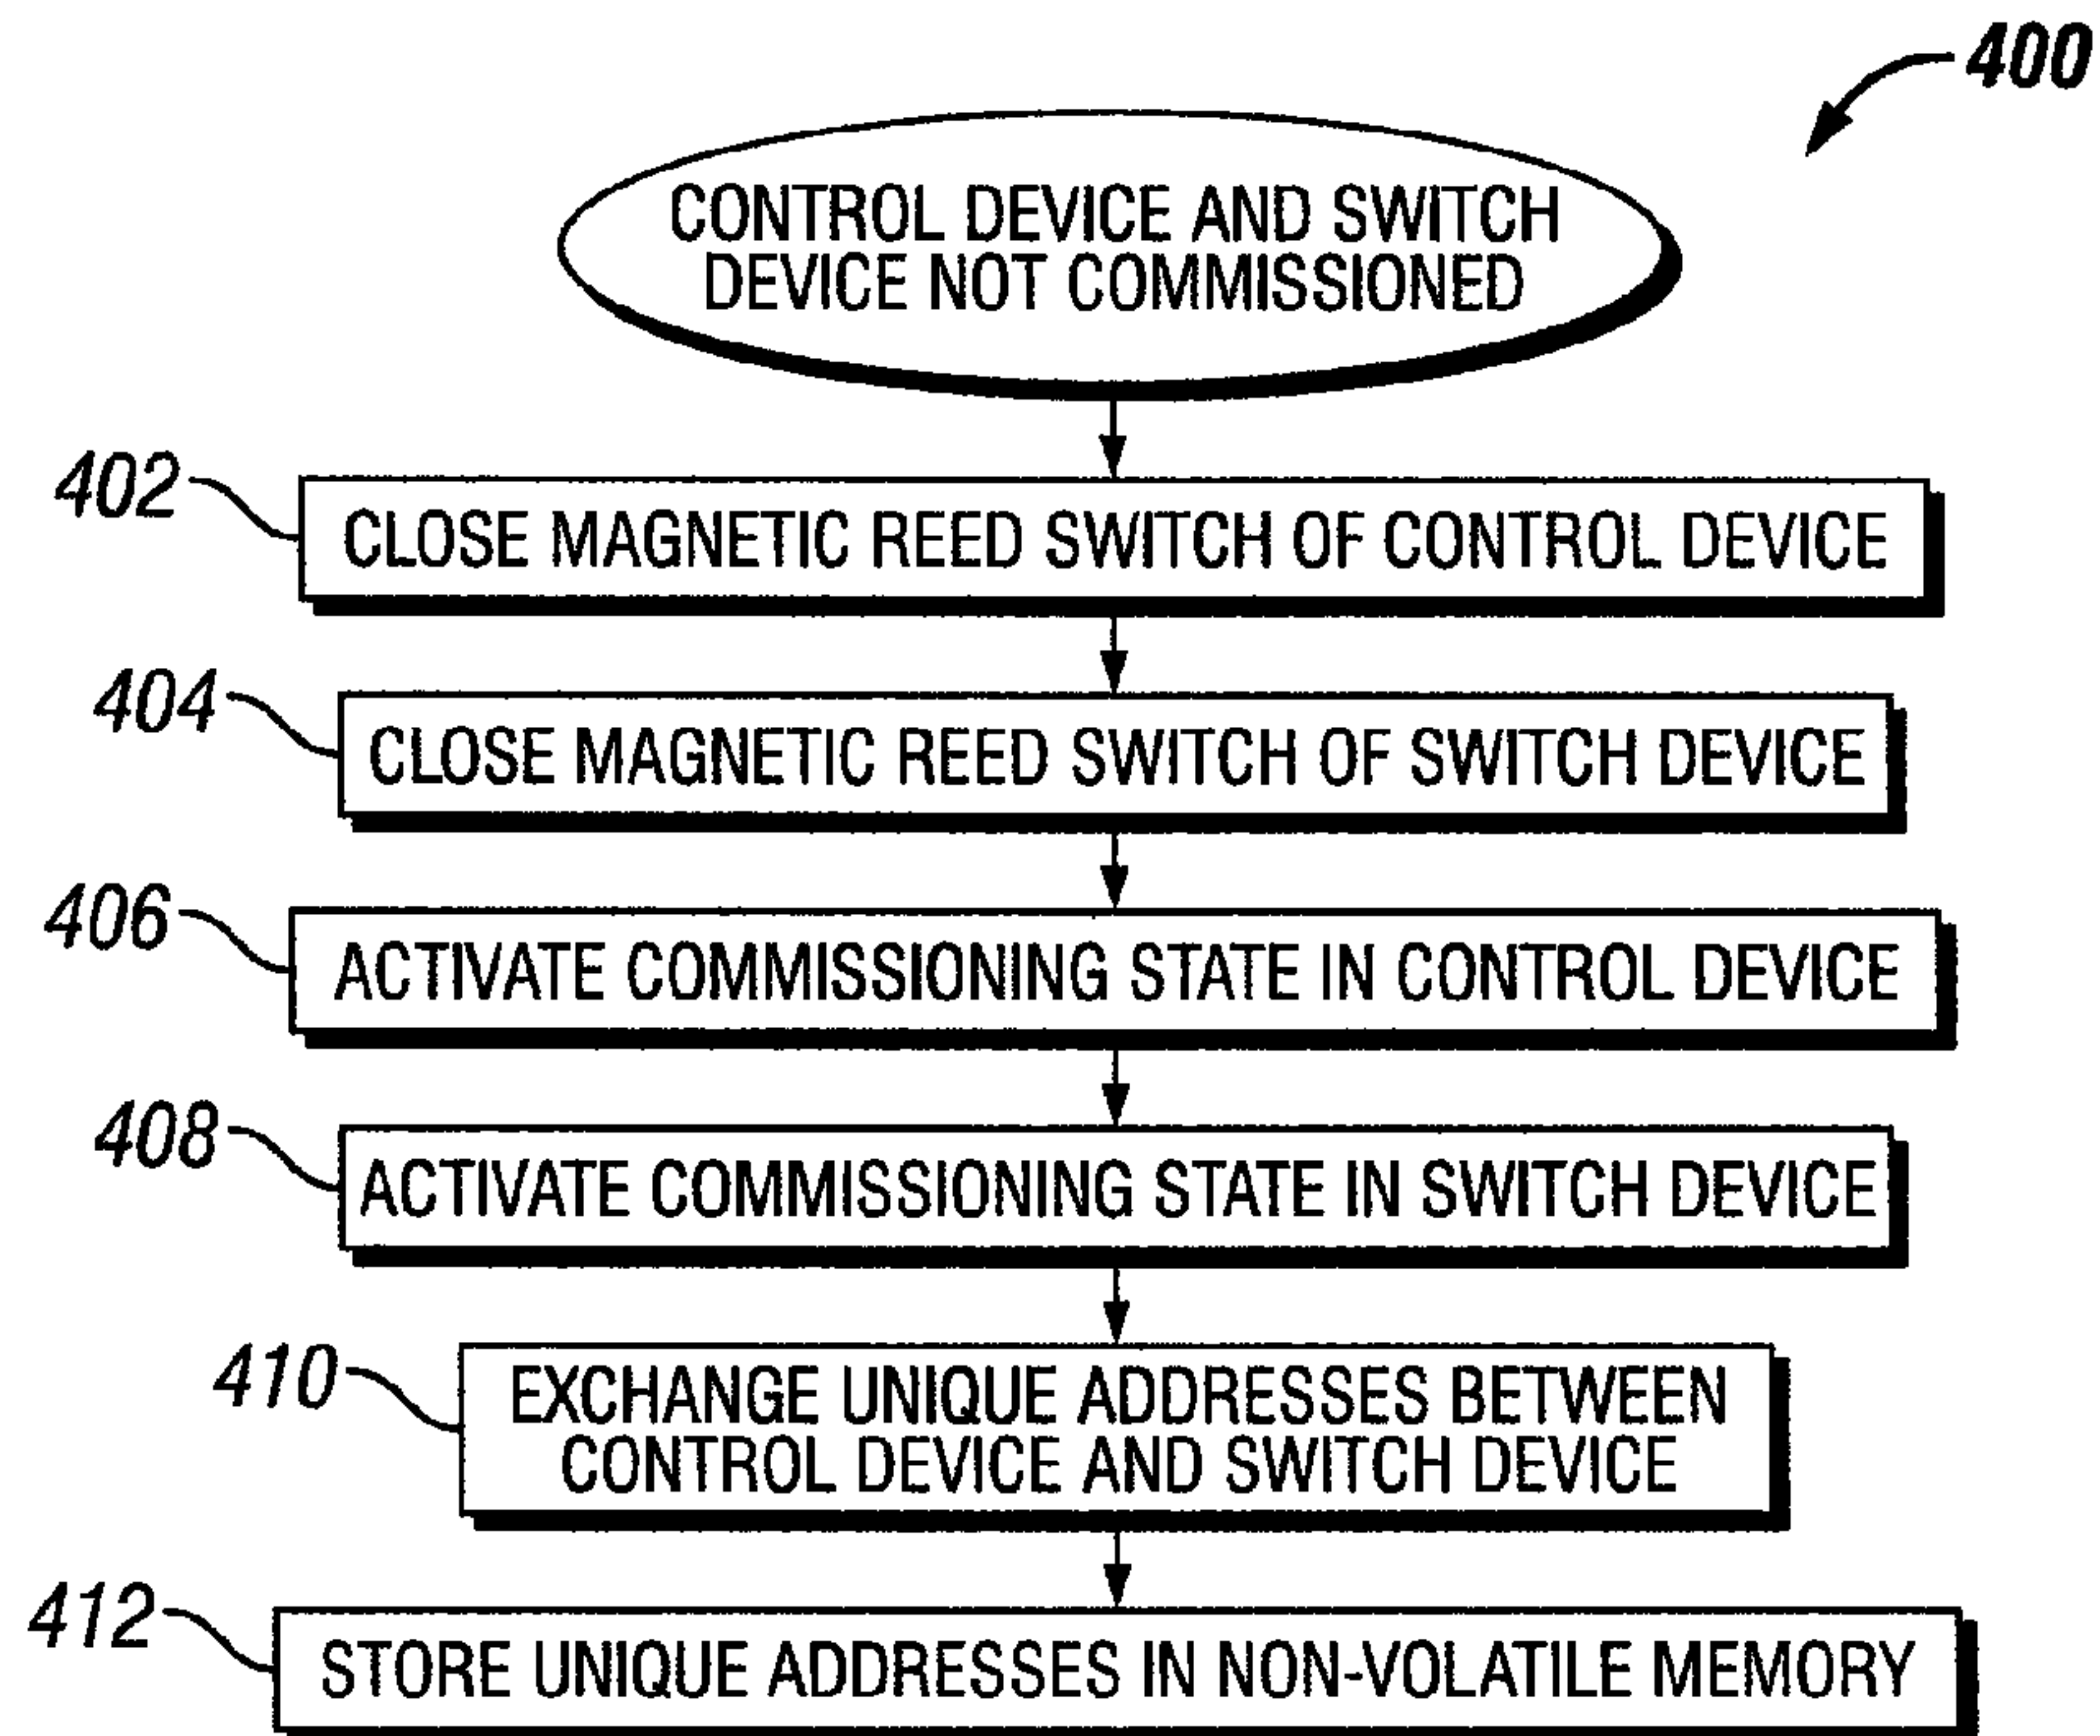 400
CONTROL DEVICE AND SWITCH
DEVICE NOT COMMISSIONED
402
CLOSE MAGNETIC REED SWITCH OF CONTROL DEVICE
404
CLOSE MAGNETIC REED SWITCH OF SWITCH DEVICE
406
ACTIVATE COMMISSIONING STATE IN CONTROL DEVICE
408
ACTIVATE COMMISSIONING STATE IN SWITCH DEVICE
410
EXCHANGE UNIQUE ADDRESSES BETWEEN
CONTROL DEVICE AND SWITCH DEVICE
412
STORE UNIQUE ADDRESSES IN NON-VOLATILE MEMORY